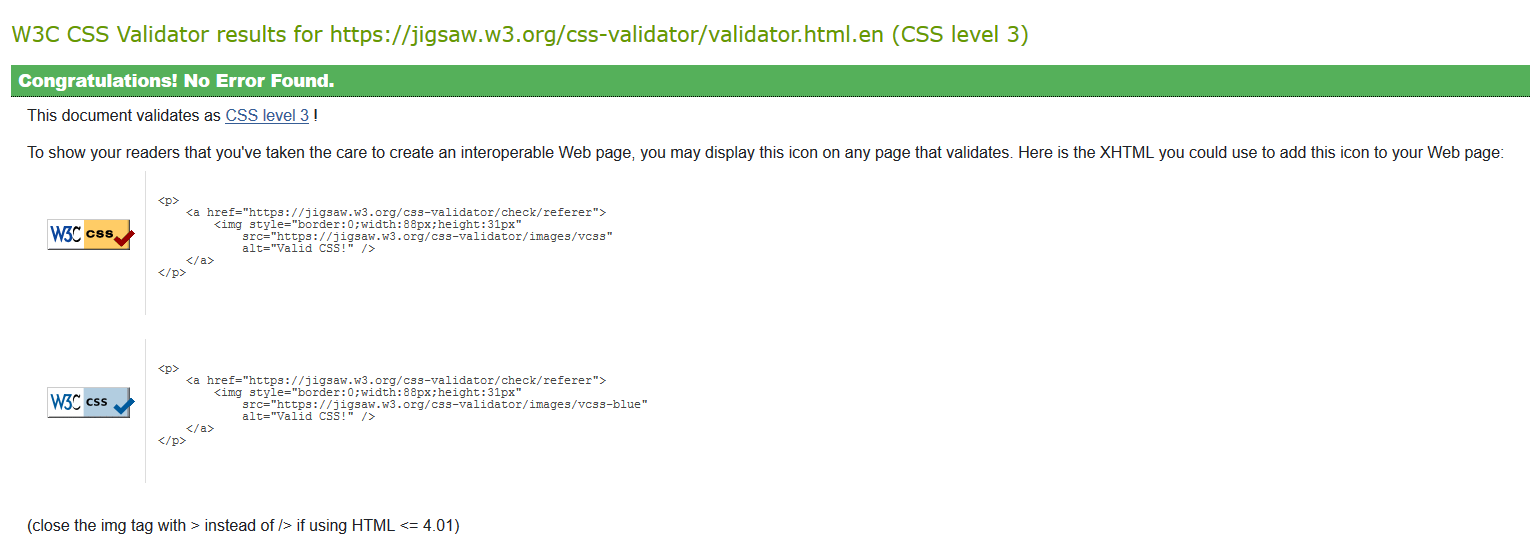 W3C CSS Validator results for https://jigsaw.w3.org/css-validator/validator.html.en (CSS level 3)
Congratulations! No Error Found.
This document validates as CSS level 3 !
To show your readers that you've taken the care to create an interoperable Web page, you may display this icon on any page that validates. Here is the XHTML you could use to add this icon to your Web page:
W3C css
<p>
    <a href="https://jigsaw.w3.org/css-validator/check/referer">
        <img style="border:0;width:88px;height:31px"
            src="https://jigsaw.w3.org/css-validator/images/vcss"
            alt="Valid CSS!" />
    </a>
</p>
W3C css
<p>
    <a href="https://jigsaw.w3.org/css-validator/check/referer">
        <img style="border:0;width:88px;height:31px"
            src="https://jigsaw.w3.org/css-validator/images/vcss-blue"
            alt="Valid CSS!" />
    </a>
</p>
(close the img tag with > instead of /> if using HTML <= 4.01)